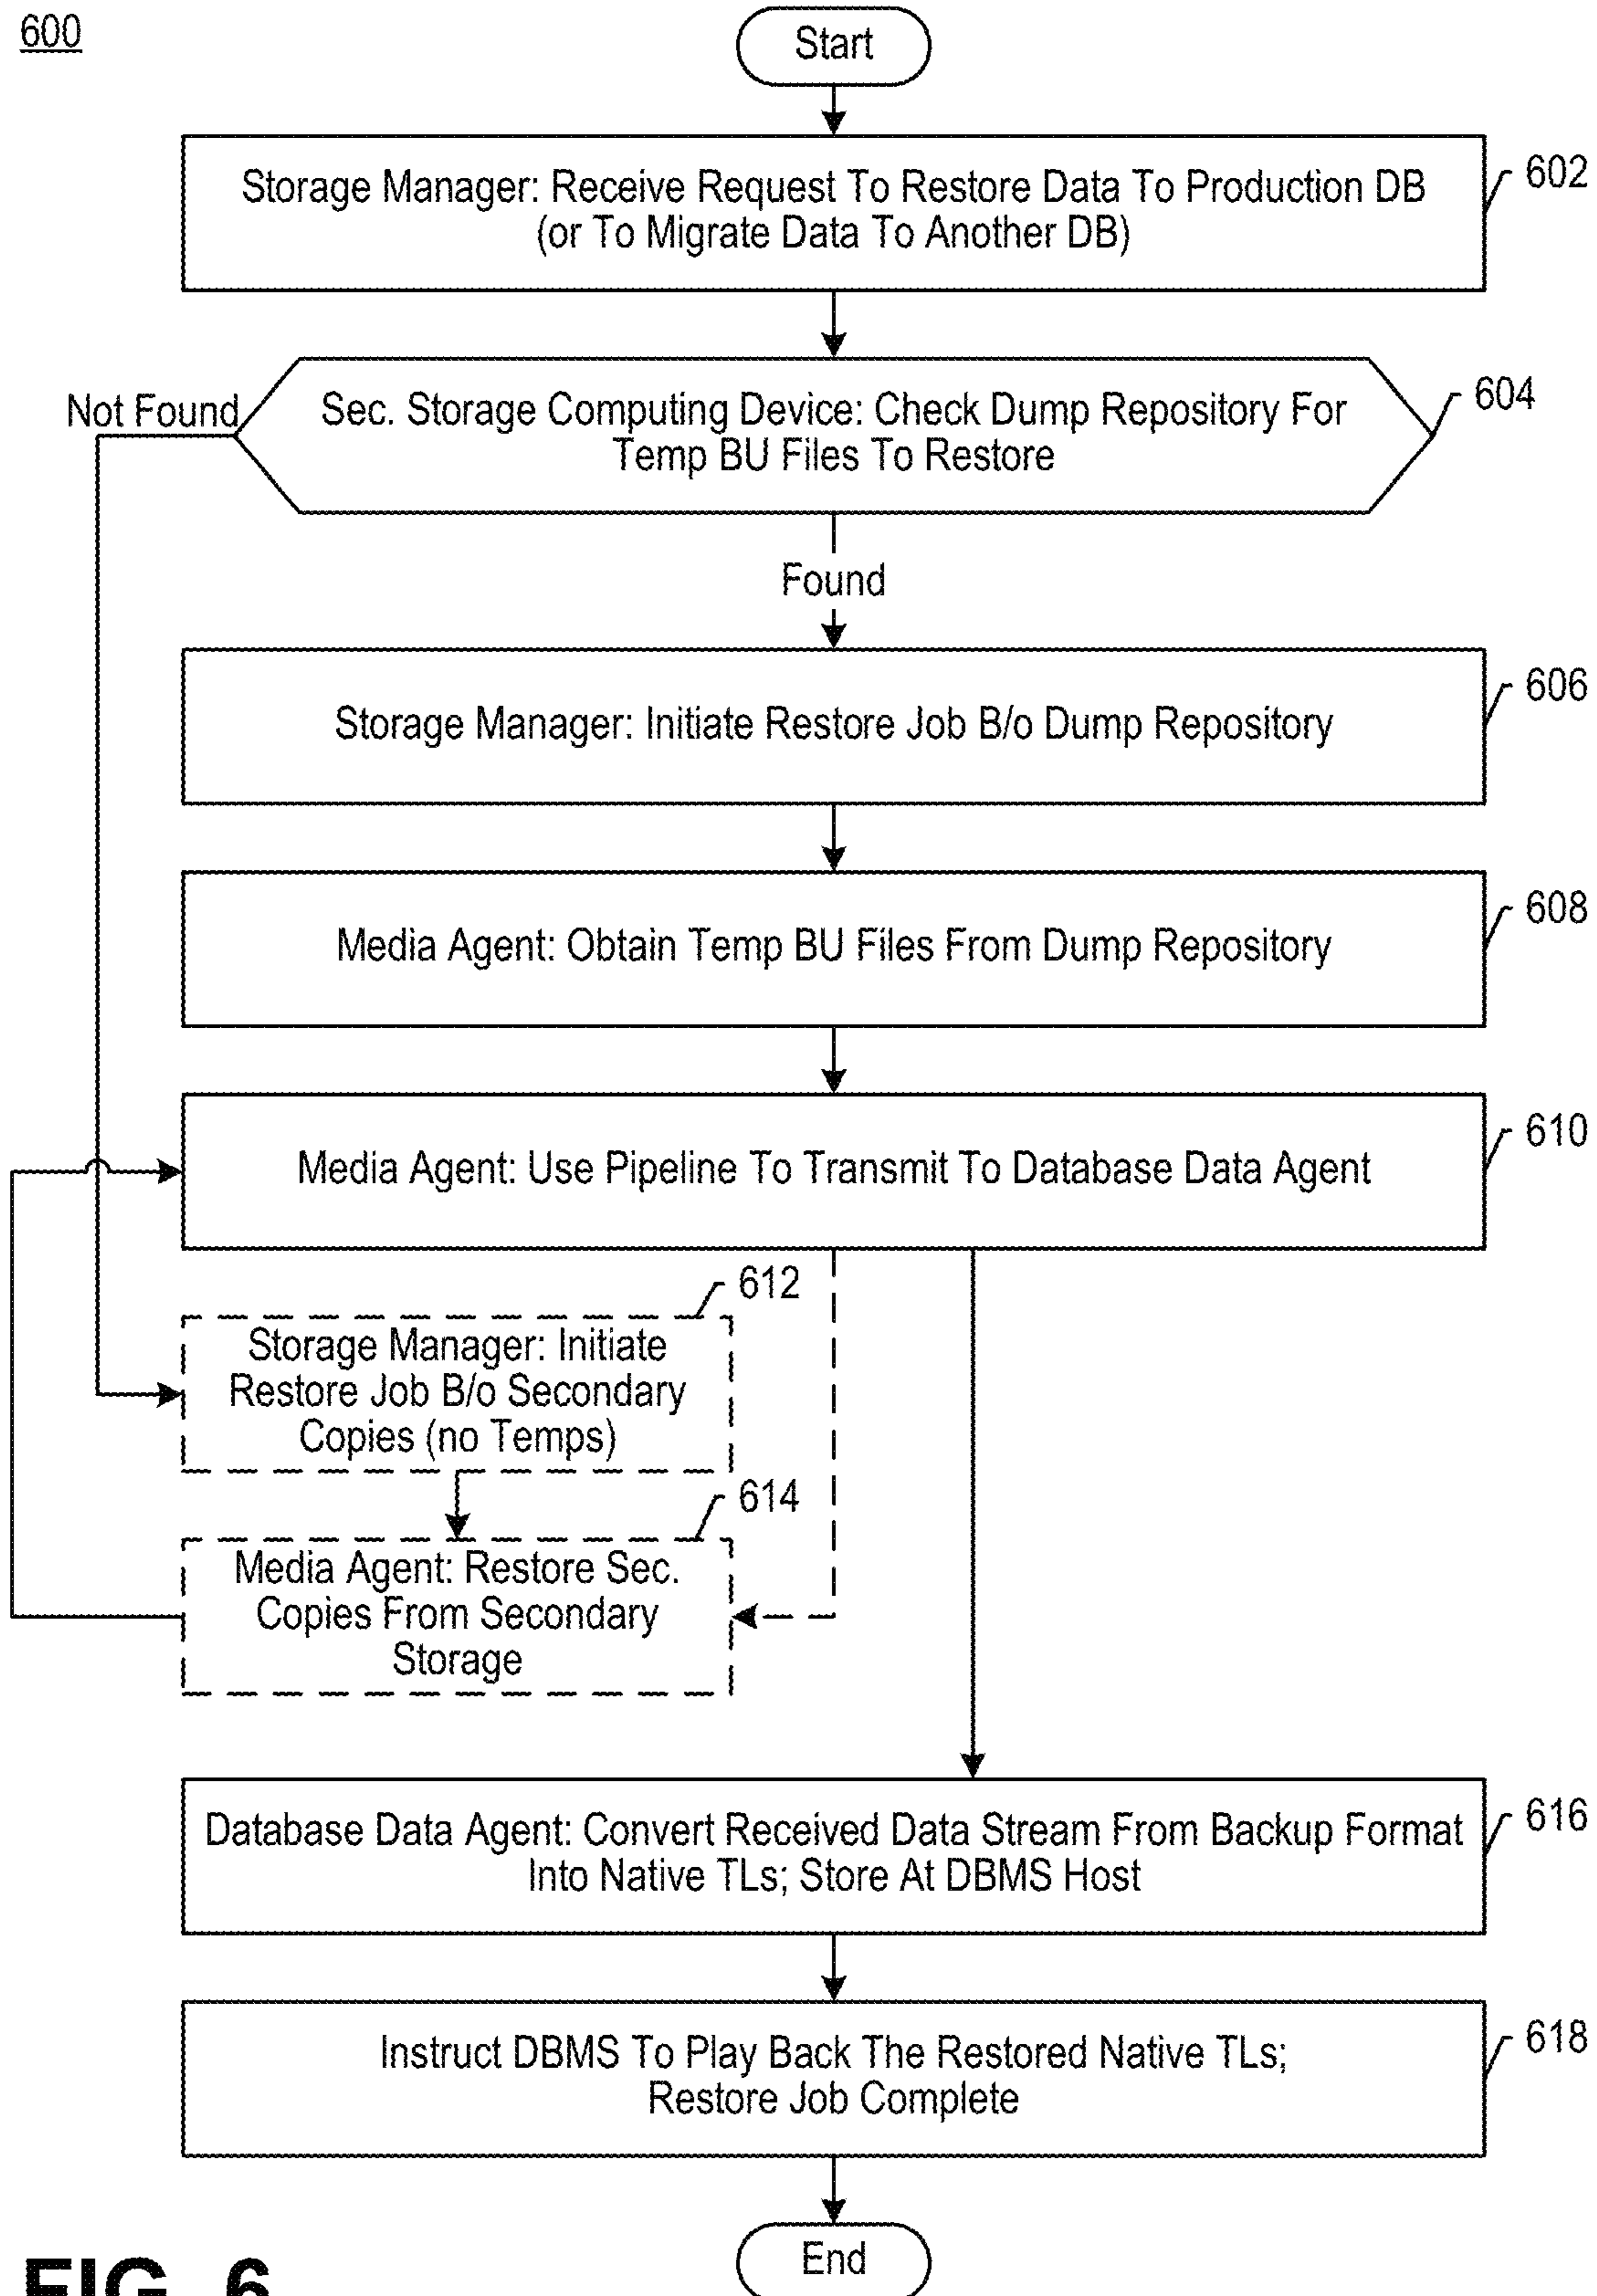 600
Start
Storage Manager: Receive Request To Restore Data To Production DB
(or To Migrate Data To Another DB)
602
Not Found
Sec. Storage Computing Device: Check Dump Repository For
Temp BU Files To Restore
604
Found
Storage Manager: Initiate Restore Job B/o Dump Repository
606
Media Agent: Obtain Temp BU Files From Dump Repository
608
Media Agent: Use Pipeline To Transmit To Database Data Agent
610
612
Storage Manager: Initiate
Restore Job B/o Secondary
Copies (no Temps)
614
Media Agent: Restore Sec.
Copies From Secondary
Storage
Database Data Agent: Convert Received Data Stream From Backup Format
Into Native TLs; Store At DBMS Host
616
Instruct DBMS To Play Back The Restored Native TLs;
Restore Job Complete
618
End
FIG. 6